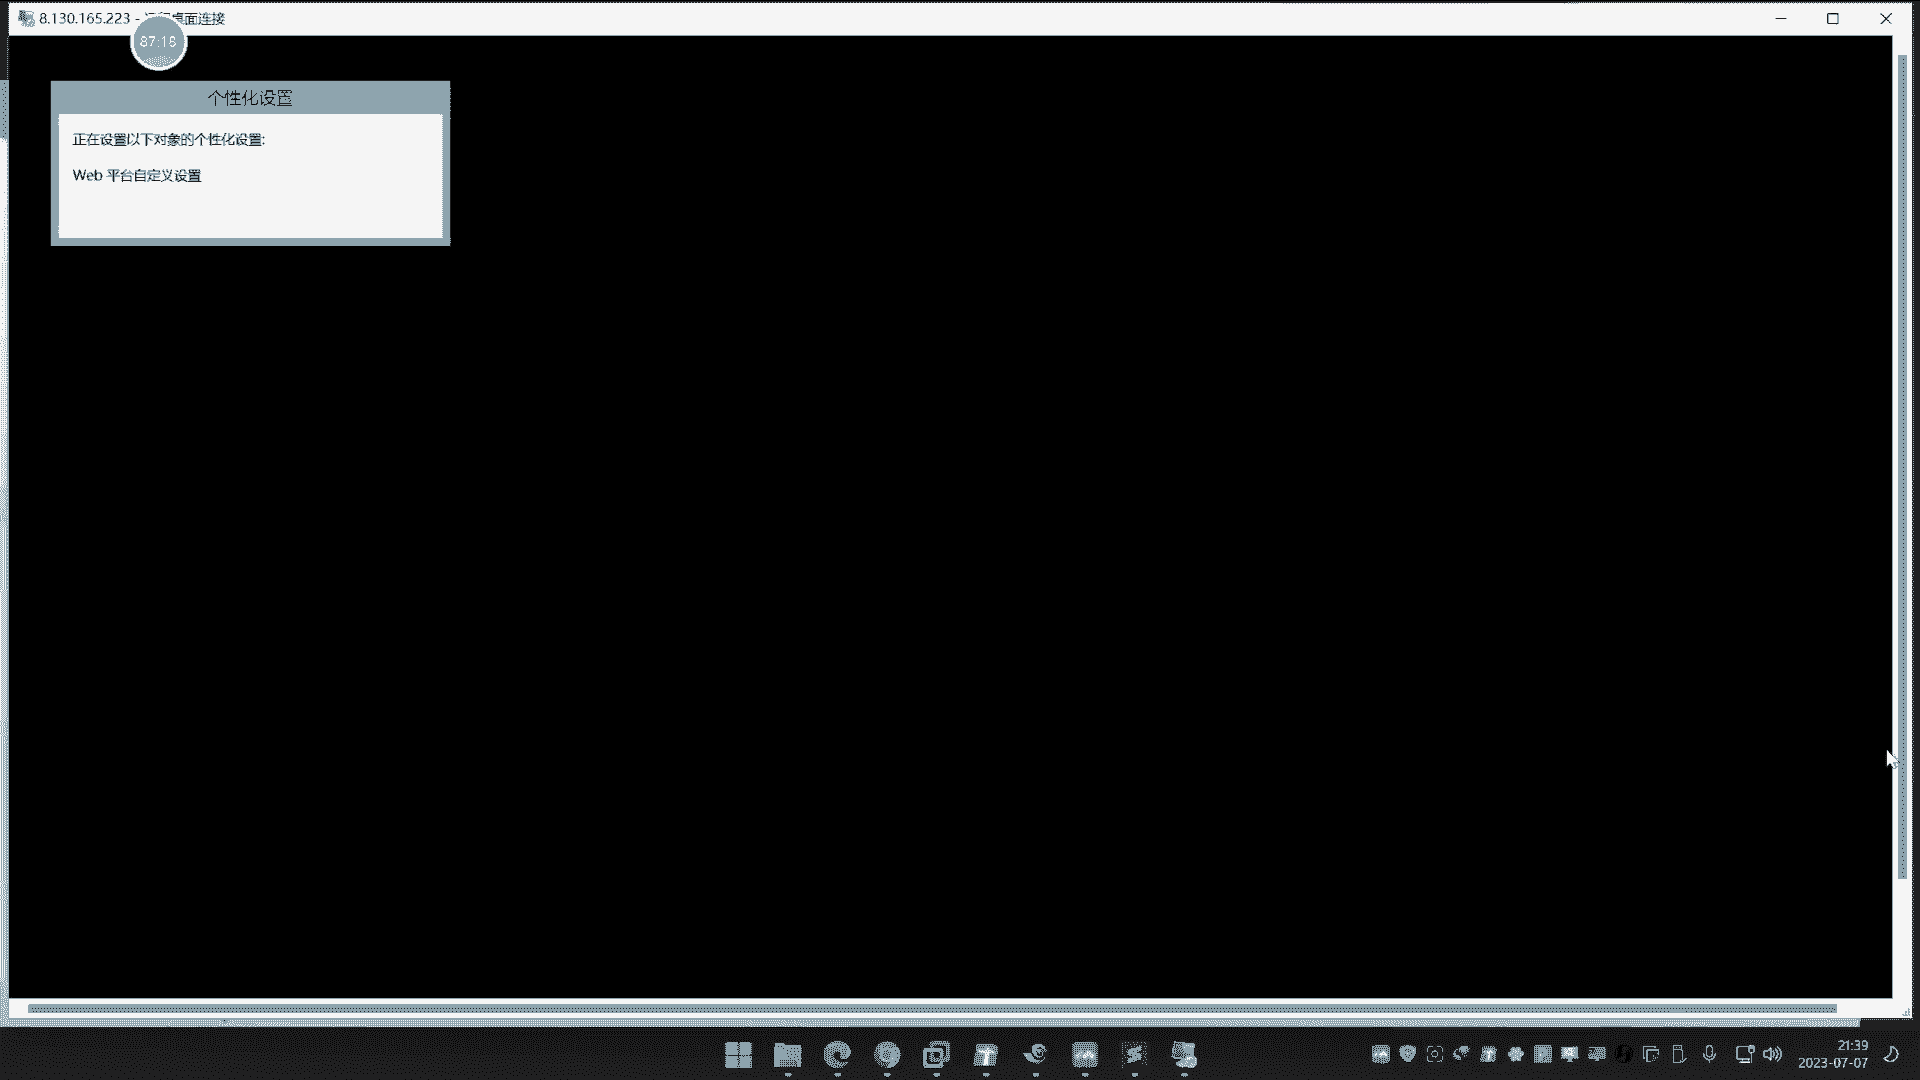 8.130.165.223 - 远程桌面连接
87:18
个性化设置
正在设置以下对象的个性化设置:
Web 平台自定义设置
21:39
2023-07-07